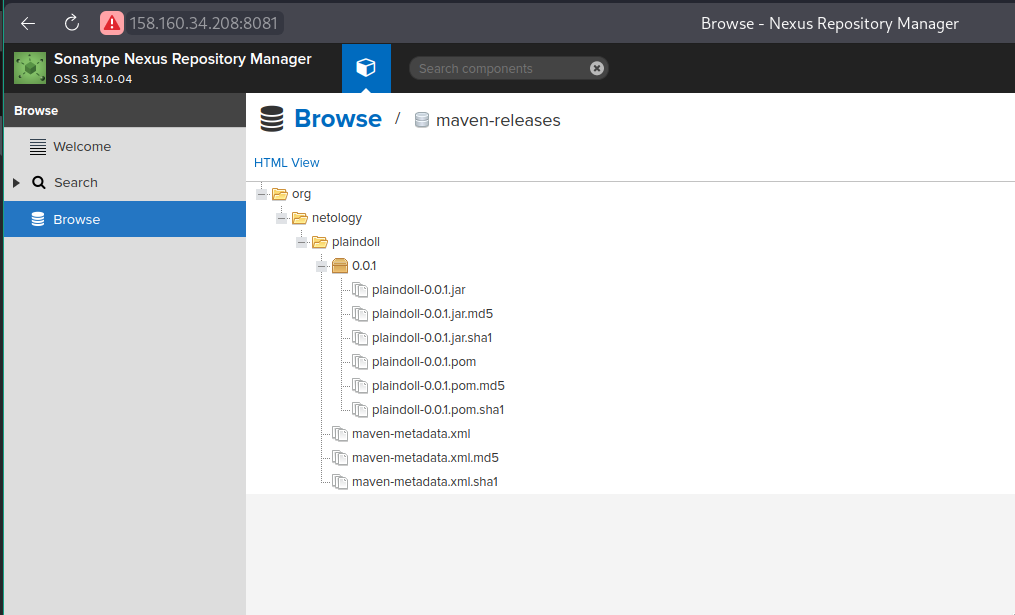 158.160.34.208:8081
Browse - Nexus Repository Manager
Sonatype Nexus Repository Manager
OSS 3.14.0-04
Search components
Browse
Welcome
Search
Browse
Browse / maven-releases
HTML View
org
netology
plaindoll
0.0.1
plaindoll-0.0.1.jar
plaindoll-0.0.1.jar.md5
plaindoll-0.0.1.jar.sha1
plaindoll-0.0.1.pom
plaindoll-0.0.1.pom.md5
plaindoll-0.0.1.pom.sha1
maven-metadata.xml
maven-metadata.xml.md5
maven-metadata.xml.sha1